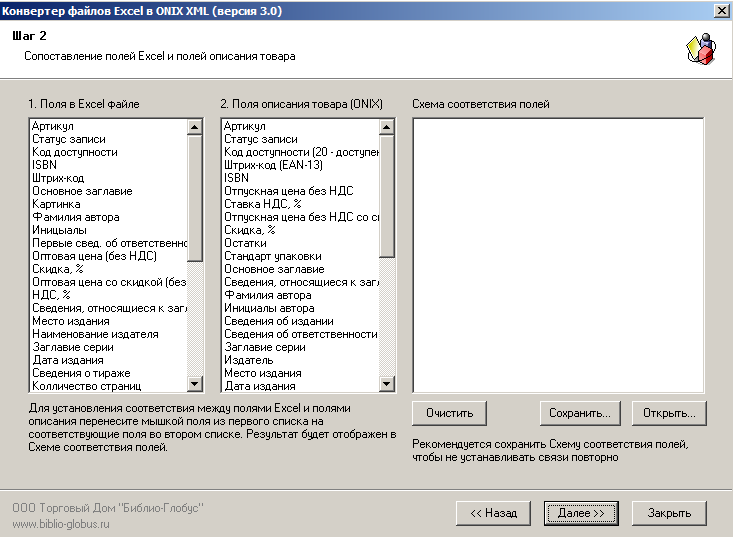 Конвертер файлов Excel в ONIX XML (версия 3.0)
Шаг 2
Сопоставление полей Excel и полей описания товара
1. Поля в Excel файле
Артикул
Статус записи
Код доступности
ISBN
Штрих-код
Основное заглавие
Картинка
Фамилия автора
Инициалы
Первые свед. об ответственно
Оптовая цена (без НДС)
Скидка, %
Оптовая цена со скидкой (без
НДС, %
Сведения, относящиеся к загл
Место издания
Наименование издателя
Заглавие серии
Дата издания
Сведения о тираже
Колличество страниц
2. Поля описания товара (ONIX)
Артикул
Статус записи
Код доступности (20 - доступен
Штрих-код (EAN-13)
ISBN
Отпускная цена без НДС
Ставка НДС, %
Отпускная цена без НДС со ск
Скидка, %
Остатки
Стандарт упаковки
Основное заглавие
Сведения, относящиеся к загл
Фамилия автора
Инициалы автора
Сведения об издании
Сведения об ответственности
Заглавие серии
Издатель
Место издания
Дата издания
Схема соответствия полей
Для установления соответствия между полями Excel и полями
описания перенесите мышкой поля из первого списка на
соответствующие поля во втором списке. Результат будет отображен в
Схеме соответствия полей.
Очистить
Сохранить...
Открыть...
Рекомендуется сохранить Схему соответствия полей,
чтобы не устанавливать связи повторно
ООО Торговый Дом "Библио-Глобус"
www.biblio-globus.ru
<< Назад
Далее >>
Закрыть